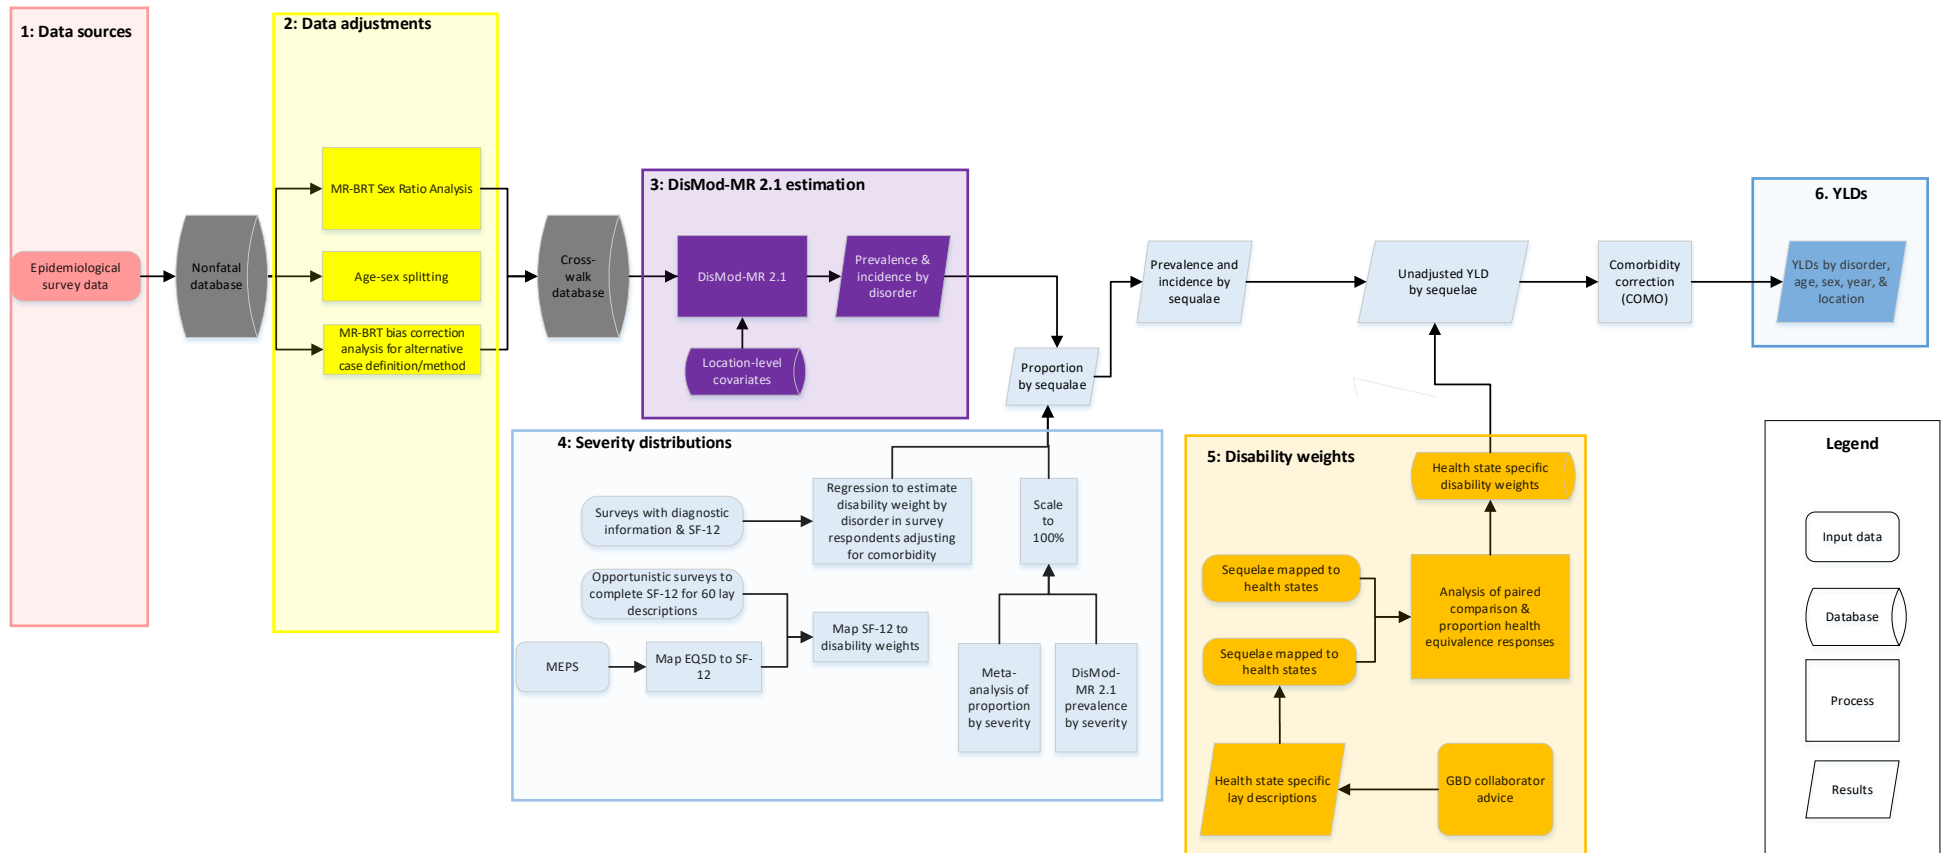 1: Data sources
Epidemiological
survey data
Nonfatal
database
2: Data adjustments
MR-BRT Sex Ratio Analysis
Age-sex splitting
MR-BRT bias correction
analysis for alternative
case definition/method
Cross-
walk
database
3: DisMod-MR 2.1 estimation
DisMod-MR 2.1
Prevalence &
incidence by
disorder
Location-level
covariates
Proportion
by sequalae
Prevalence and
incidence by
sequalae
Unadjusted YLD
by sequelae
Comorbidity
correction
(COMO)
6. YLDs
YLDs by disorder,
age, sex, year, &
location
4: Severity distributions
Surveys with diagnostic
information & SF-12
Regression to estimate
disability weight by
disorder in survey
respondents adjusting
for comorbidity
Scale
to
100%
Opportunistic surveys to
complete SF-12 for 60 lay
descriptions
MEPS
Map EQ5D to SF-
12
Map SF-12 to
disability weights
Meta-
analysis of
proportion
by severity
DisMod-
MR 2.1
prevalence
by severity
5: Disability weights
Health state specific
disability weights
Sequelae mapped to
health states
Sequelae mapped to
health states
Analysis of paired
comparison &
proportion health
equivalence responses
Health state specific
lay descriptions
GBD collaborator
advice
Legend
Input data
Database
Process
Results